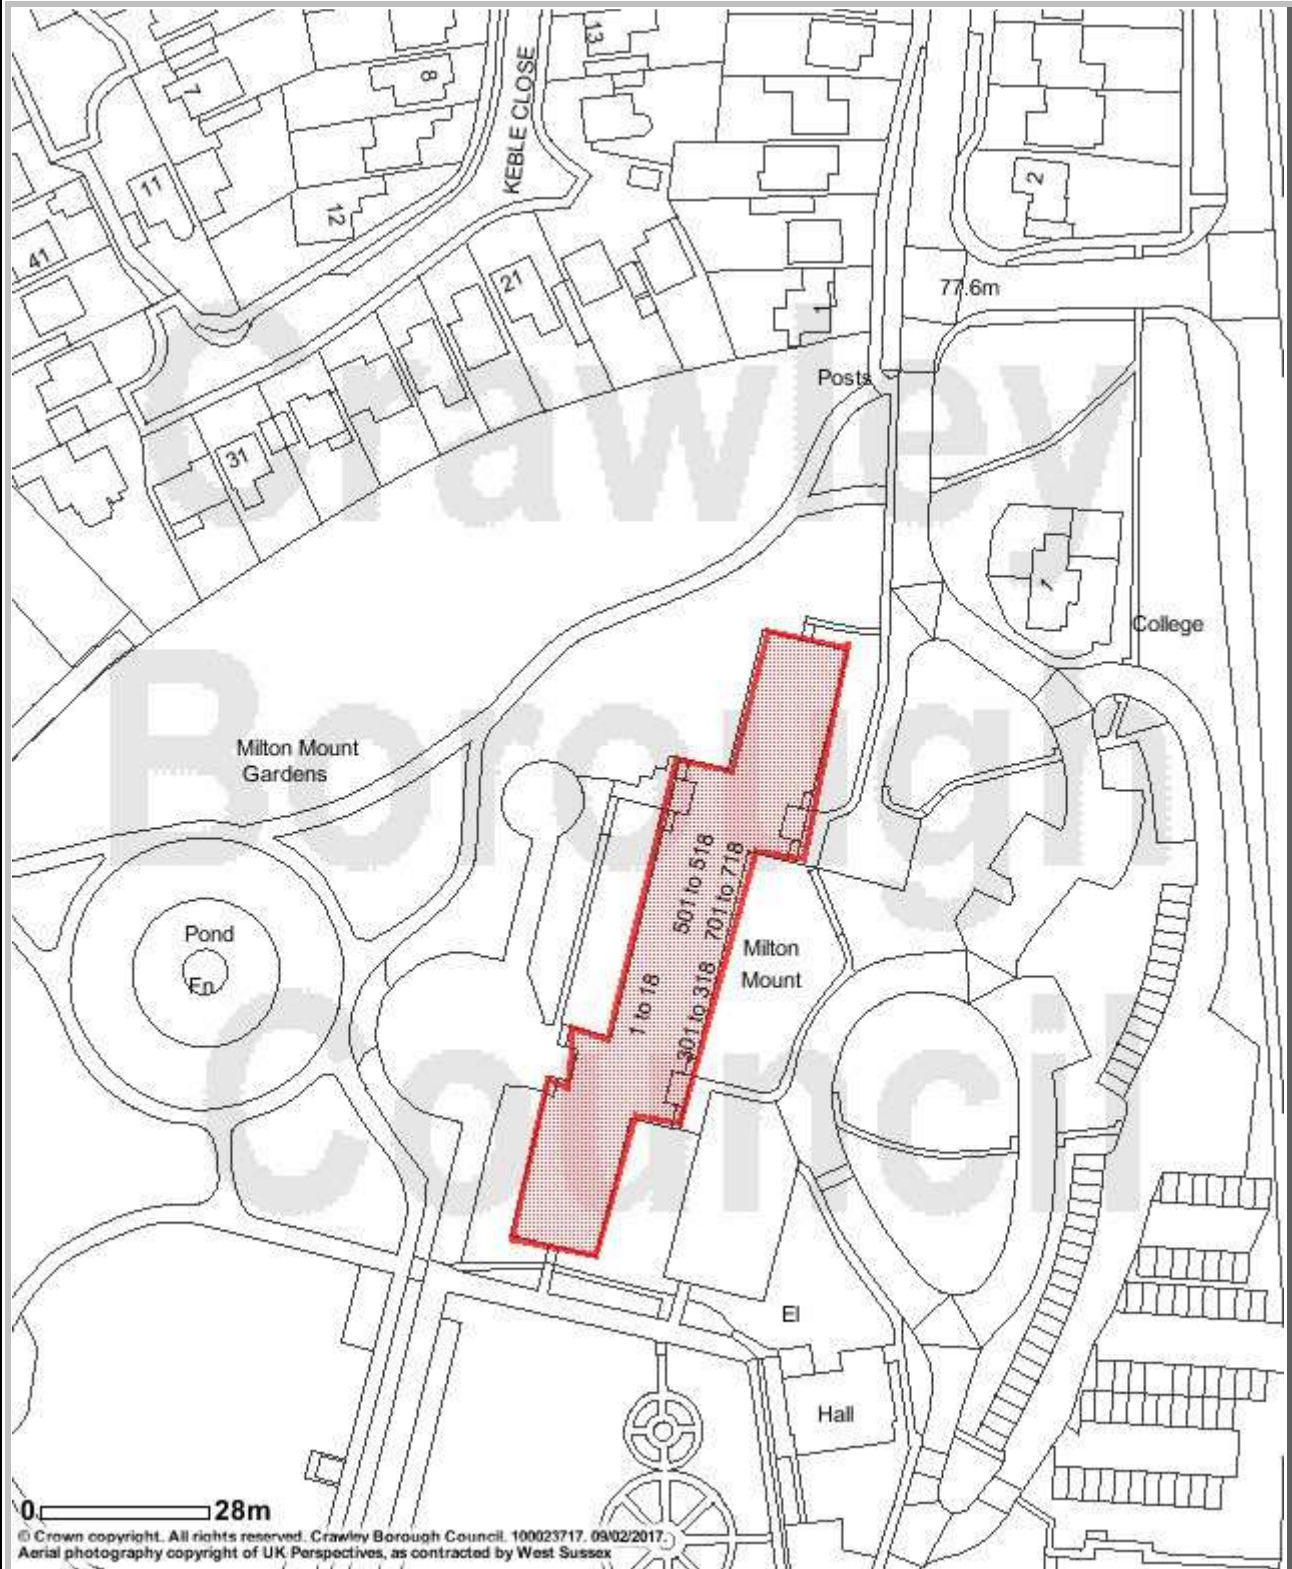 13
8
7
KEBLE CLOSE
11
12
2
41
21
77.6m
1
Posts
31
Crawley
1
College
Borough
Milton Mount
Gardens
501 to 518
701 to 718
Pond
Milton
Mount
1 to 18
301 to 318
Fn
Council
El
Hall
0 28m
© Crown copyright. All rights reserved. Crawley Borough Council. 100023717. 09/02/2017.
Aerial photography copyright of UK Perspectives, as contracted by West Sussex